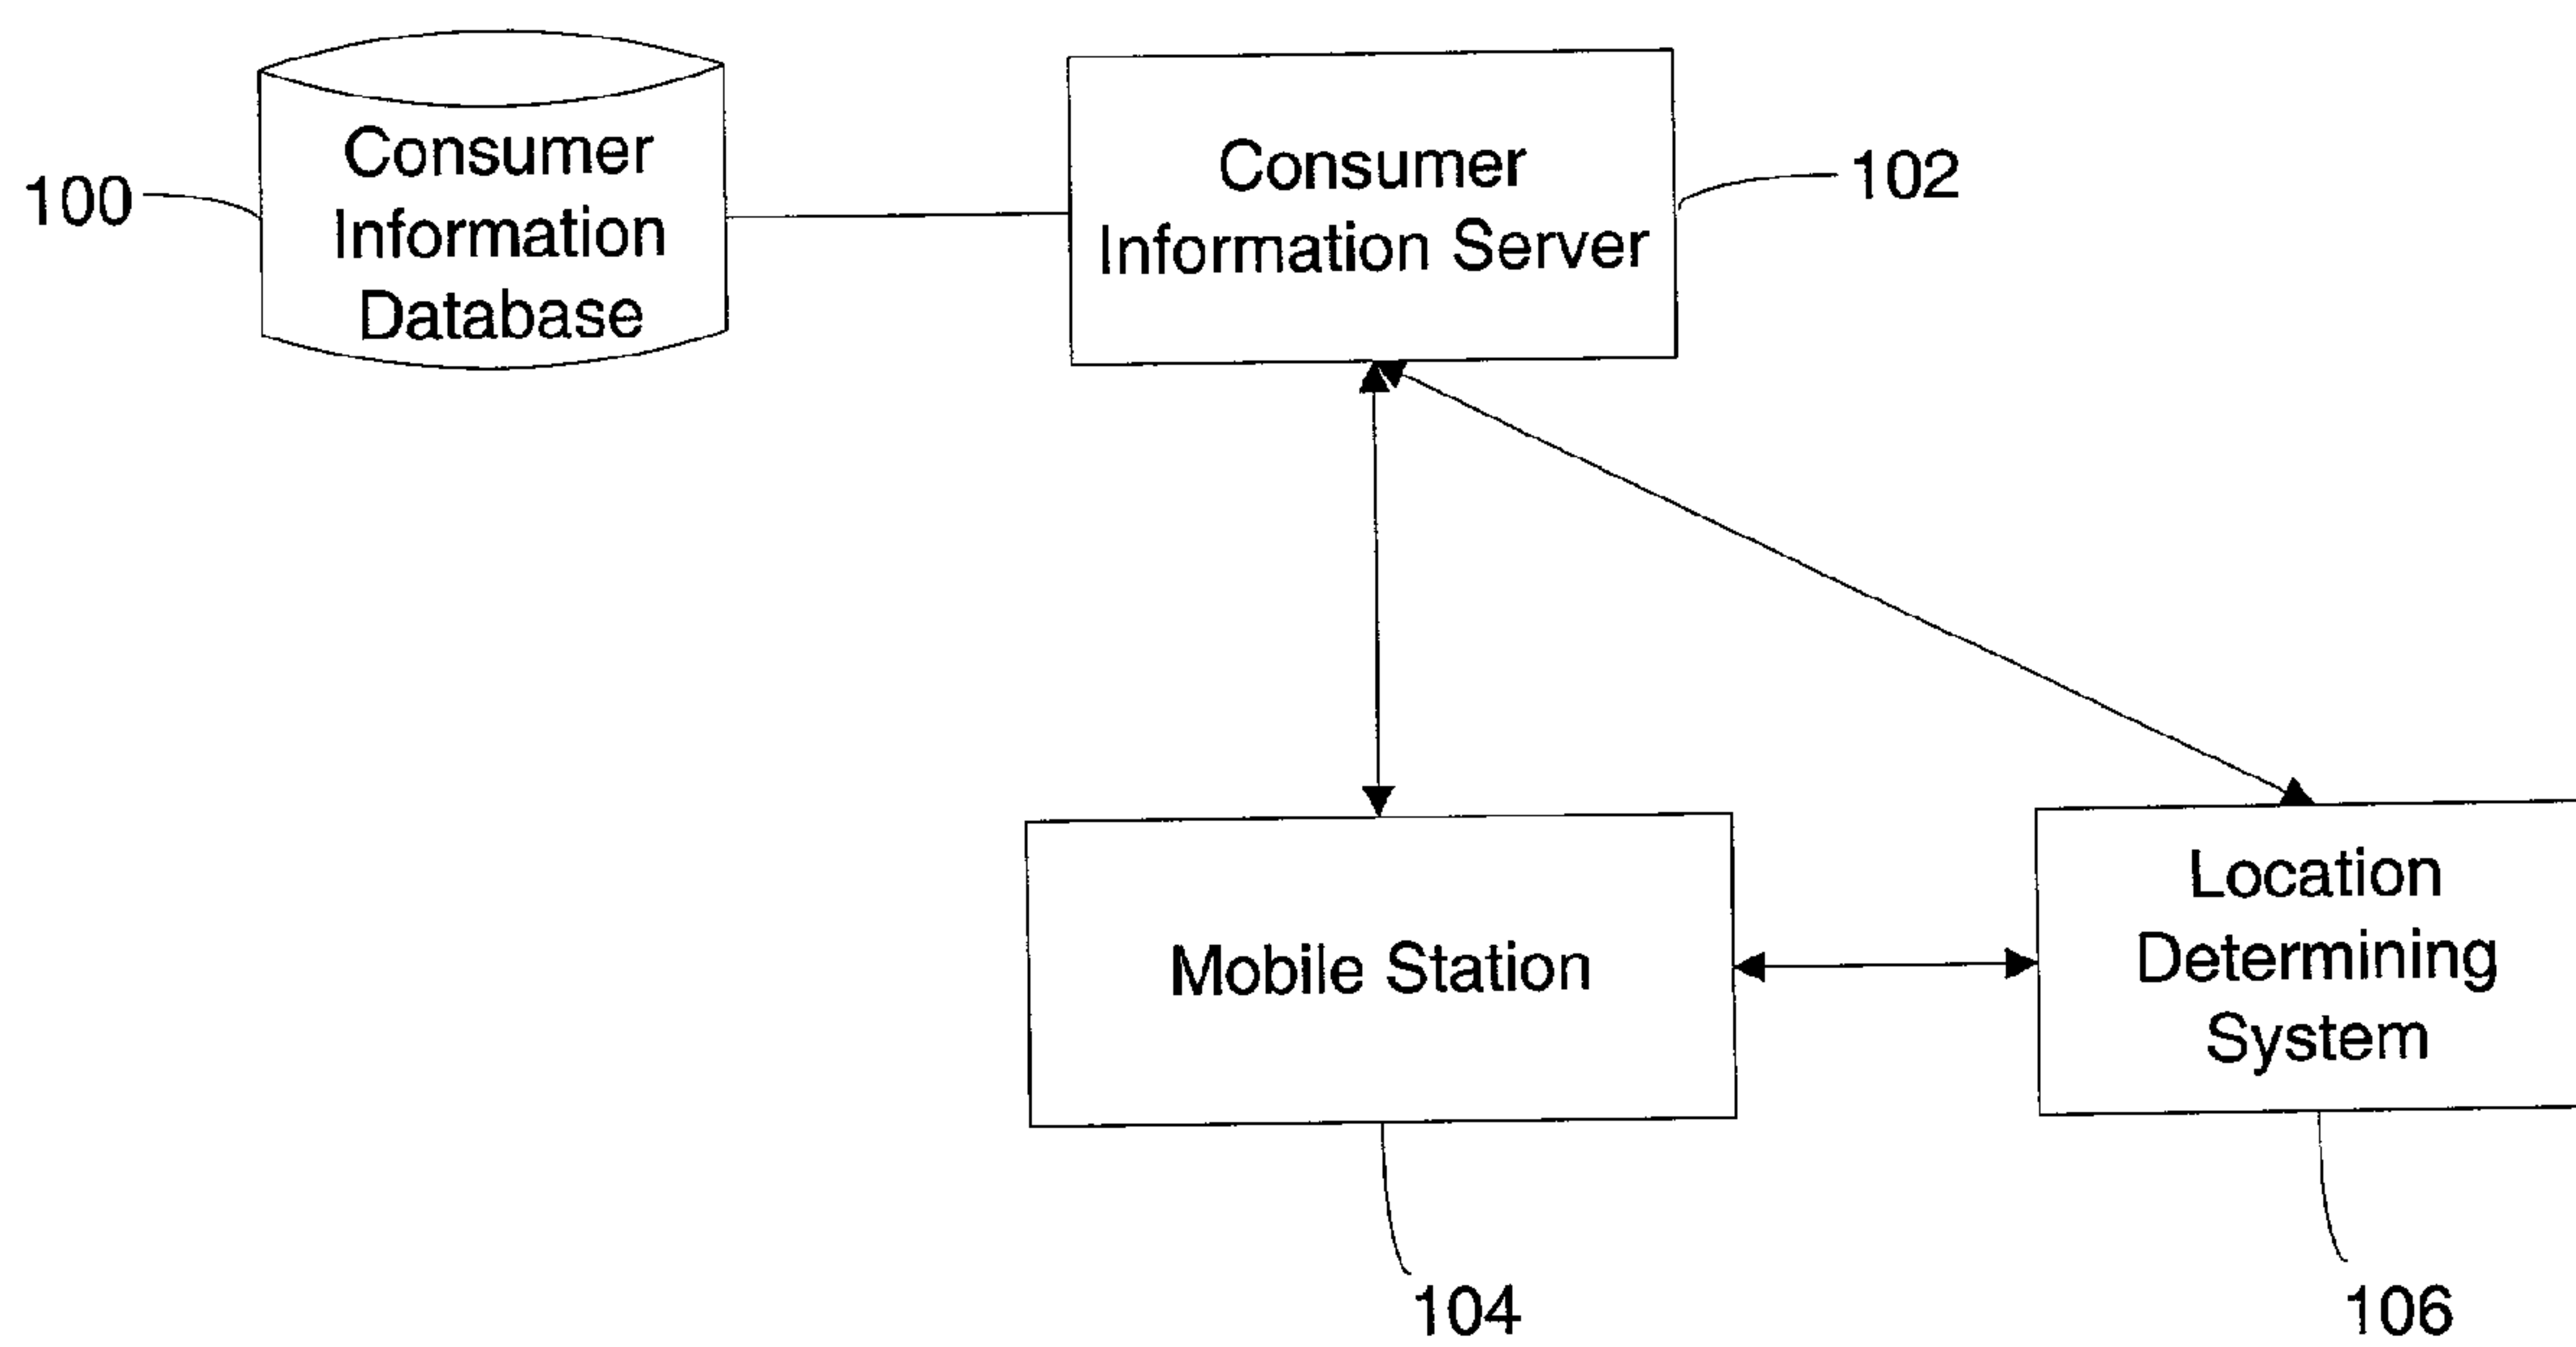 Consumer
Information
Database
100
Consumer
Information Server
102
Mobile Station
104
Location
Determining
System
106